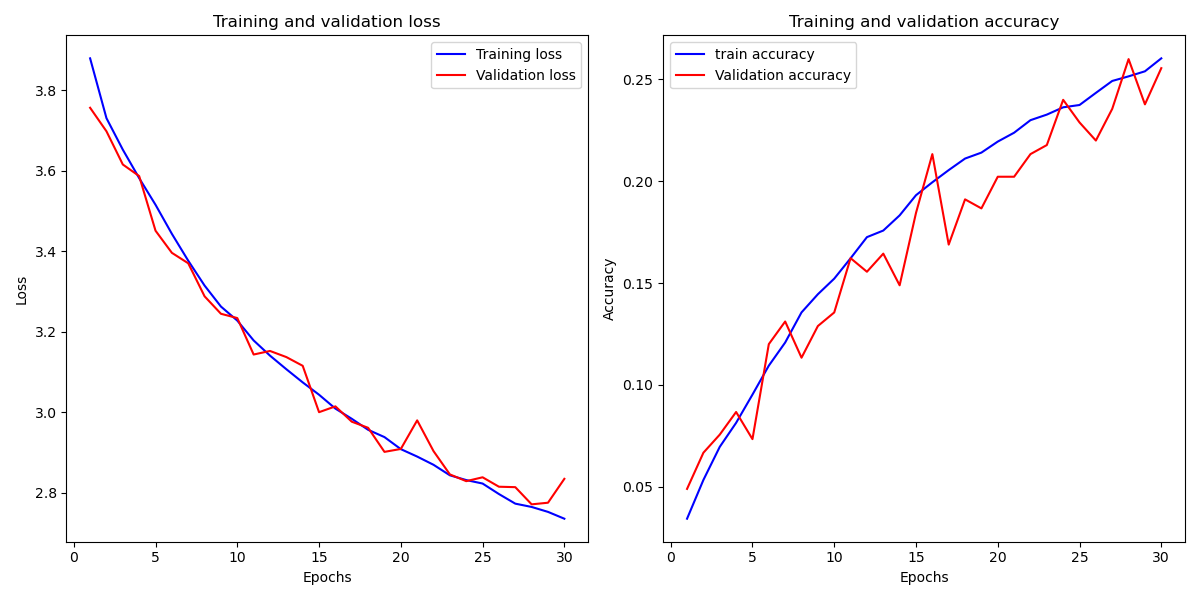 Training and validation loss
Training loss
Validation loss
3.8
3.6
3.4
3.2
3.0
2.8
Loss
0 5 10 15 20 25 30
Epochs
Training and validation accuracy
train accuracy
Validation accuracy
0.25
0.20
0.15
0.10
0.05
Accuracy
0 5 10 15 20 25 30
Epochs